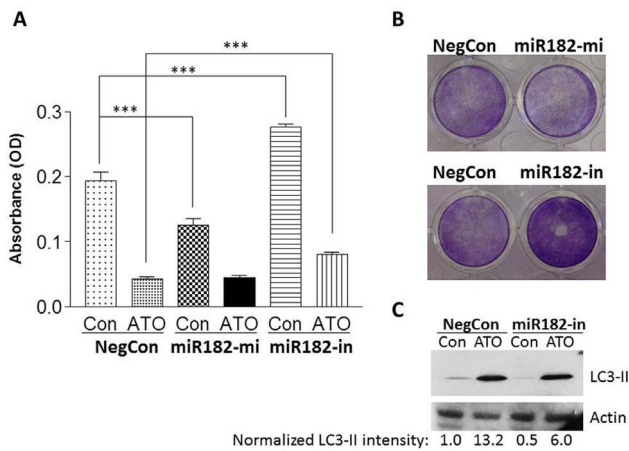 A
***
***
***
0.3
0.2
0.1
0.0
Absorbance (OD)
Con ATO Con ATO Con ATO
NegCon miR182-mi miR182-in
B
NegCon miR182-mi
NegCon miR182-in
C
NegCon miR182-in
Con ATO Con ATO
LC3-II
Actin
Normalized LC3-II intensity: 1.0 13.2 0.5 6.0